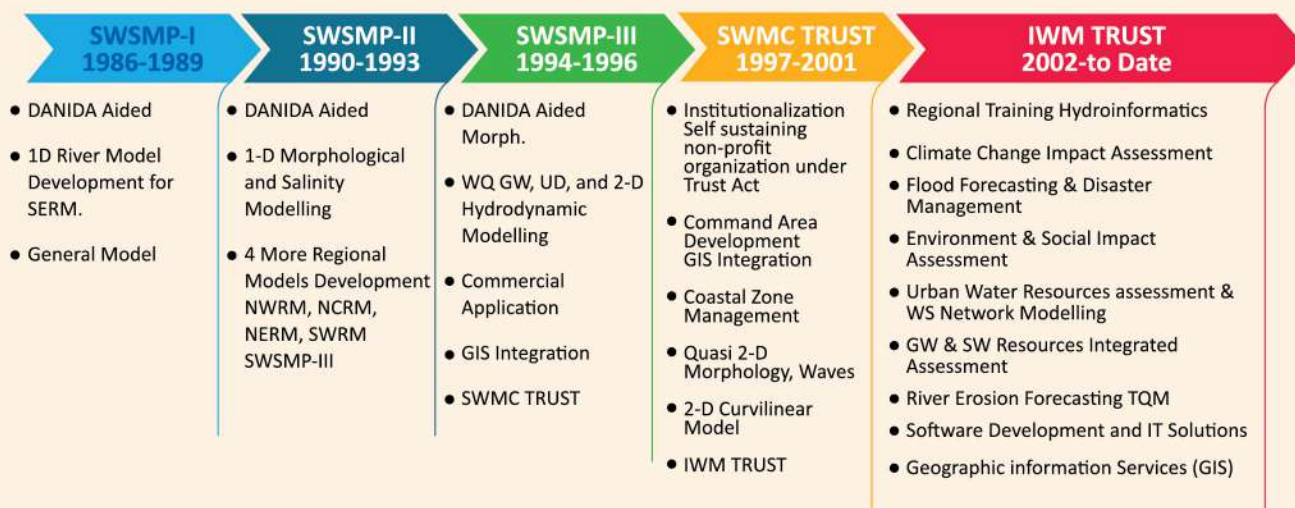 SWSMP-I
1986-1989
• DANIDA Aided
• 1D River Model
Development for
SERM.
• General Model
SWSMP-II
1990-1993
• DANIDA Aided
• 1-D Morphological
and Salinity
Modelling
• 4 More Regional
Models Development
NWRM, NCRM,
NERM, SWRM
SWSMP-III
SWSMP-III
1994-1996
• DANIDA Aided
Morph.
• WQ GW, UD, and 2-D
Hydrodynamic
Modelling
• Commercial
Application
• GIS Integration
• SWMC TRUST
SWMC TRUST
1997-2001
• Institutionalization
Self sustaining
non-profit
organization under
Trust Act
• Command Area
Development
GIS Integration
• Coastal Zone
Management
• Quasi 2-D
Morphology, Waves
• 2-D Curvilinear
Model
• IWM TRUST
IWM TRUST
2002-to Date
• Regional Training Hydroinformatics
• Climate Change Impact Assessment
• Flood Forecasting & Disaster
Management
• Environment & Social Impact
Assessment
• Urban Water Resources assessment &
WS Network Modelling
• GW & SW Resources Integrated
Assessment
• River Erosion Forecasting TQM
• Software Development and IT Solutions
• Geographic information Services (GIS)